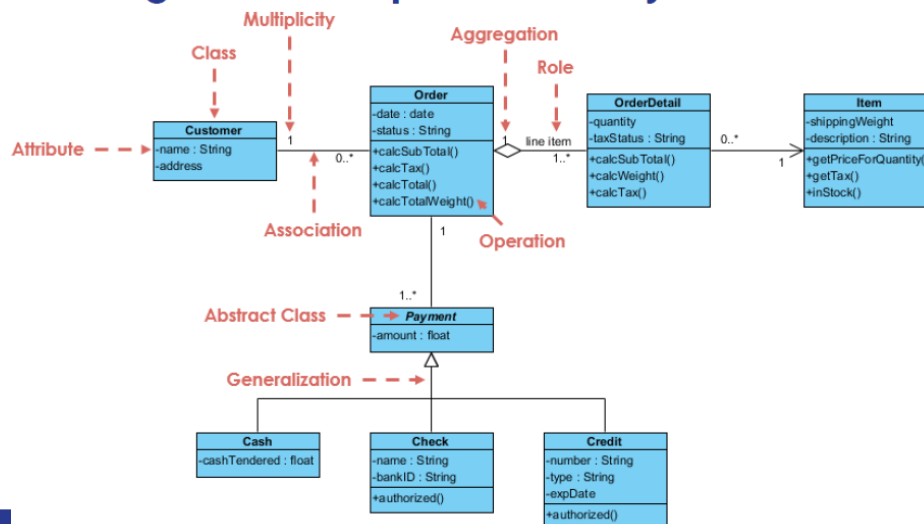 Multiplicity
Aggregation
Class
Role
Order
-date : date
-status : String
+calcSubTotal()
+calcTax()
+calcTotal()
+calcTotalWeight()
OrderDetail
-quantity
-taxStatus : String
+calcSubTotal()
+calcWeight()
+calcTax()
Item
-shippingWeight
-description : String
+getPriceForQuantity(
+getTax()
+inStock()
Customer
-name : String
-address
Attribute
1
0..*
1
line item
1..*
0..*
1
Association
Operation
1
1..*
Abstract Class
Payment
-amount : float
Generalization
Cash
-cashTendered : float
Check
-name : String
-bankID : String
+authorized()
Credit
-number : String
-type : String
-expDate
+authorized()